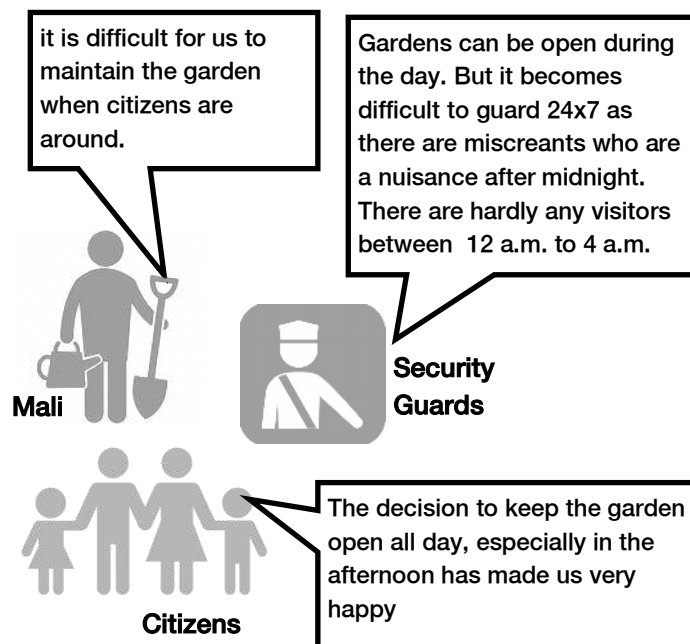 it is difficult for us to
maintain the garden
when citizens are
around.
Gardens can be open during
the day. But it becomes
difficult to guard 24x7 as
there are miscreants who are
a nuisance after midnight.
There are hardly any visitors
between 12 a.m. to 4 a.m.
Mali
Security
Guards
The decision to keep the garden
open all day, especially in the
afternoon has made us very
happy
Citizens